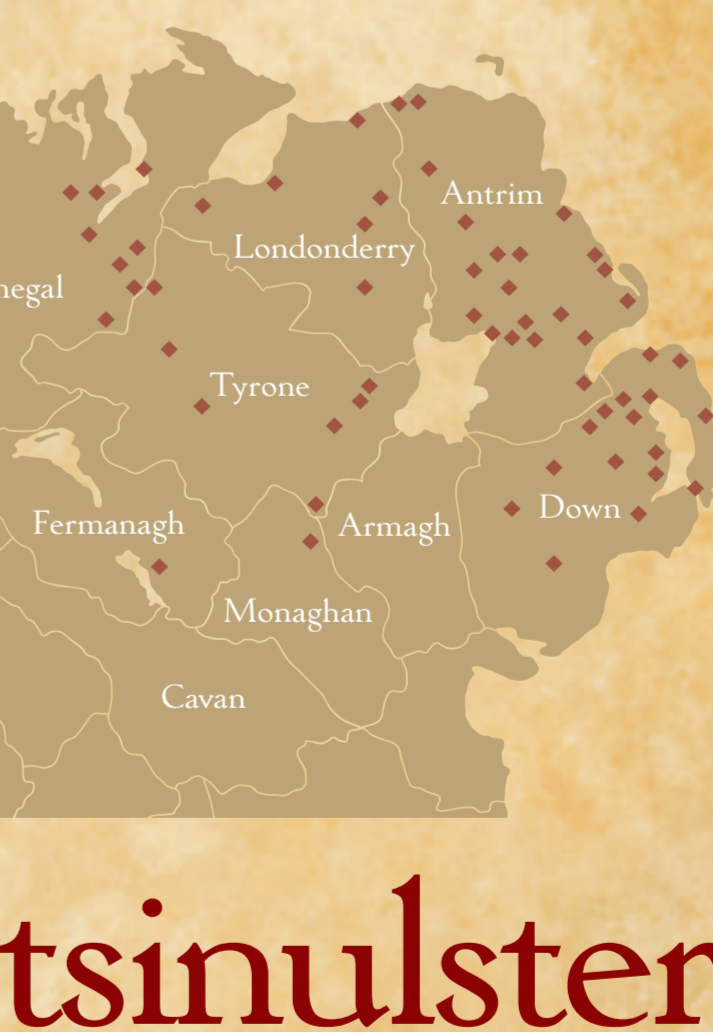 Antrim
Londonderry
negal
Tyrone
Fermanagh
Armagh
Down
Monaghan
Cavan
tsinulster